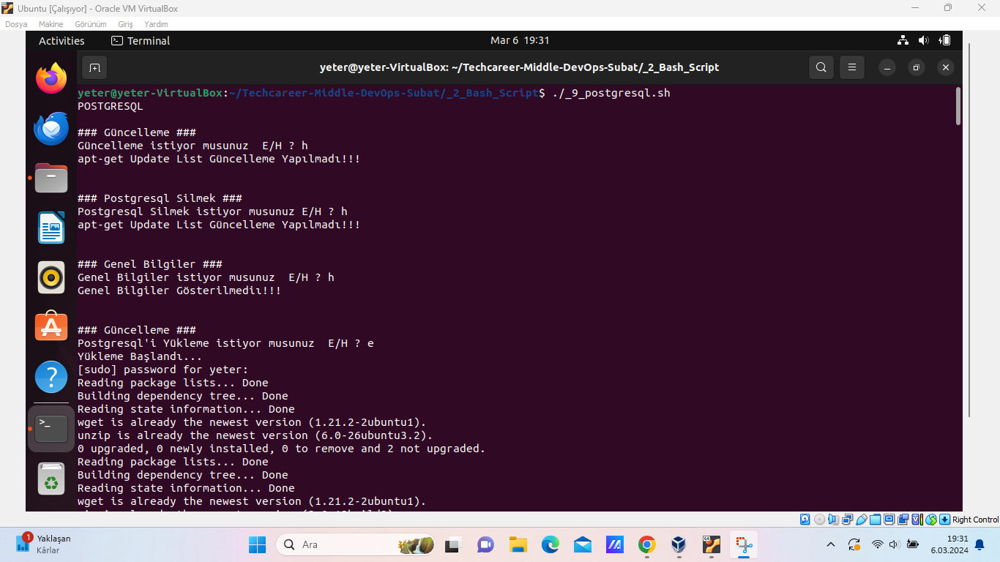 Ubuntu [Çalışıyor] - Oracle VM VirtualBox
Dosya Makine Görünüm Giriş Yardım
Activities Terminal Mar 6 19:31
yeter@yeter-VirtualBox: ~/Techcareer-Middle-DevOps-Subat/_2_Bash_Script
yeter@yeter-VirtualBox:~/Techcareer-Middle-DevOps-Subat/_2_Bash_Script$ ./_9_postgresql.sh
POSTGRESQL
### Güncelleme ###
Güncelleme istiyor musunuz  E/H ? h
apt-get Update List Güncelleme Yapılmadı!!!
### Postgresql Silmek ###
Postgresql Silmek istiyor musunuz E/H ? h
apt-get Update List Güncelleme Yapılmadı!!!
### Genel Bilgiler ###
Genel Bilgiler istiyor musunuz  E/H ? h
Genel Bilgiler Gösterilmediı!!!
### Güncelleme ###
Postgresql'i Yükleme istiyor musunuz  E/H ? e
Yükleme Başlandı...
[sudo] password for yeter:
Reading package lists... Done
Building dependency tree... Done
Reading state information... Done
wget is already the newest version (1.21.2-2ubuntu1).
unzip is already the newest version (6.0-26ubuntu3.2).
0 upgraded, 0 newly installed, 0 to remove and 2 not upgraded.
Reading package lists... Done
Building dependency tree... Done
Reading state information... Done
wget is already the newest version (1.21.2-2ubuntu1).
Right Control
1 Yaklaşan
Kârlar
Ara
19:31
6.03.2024